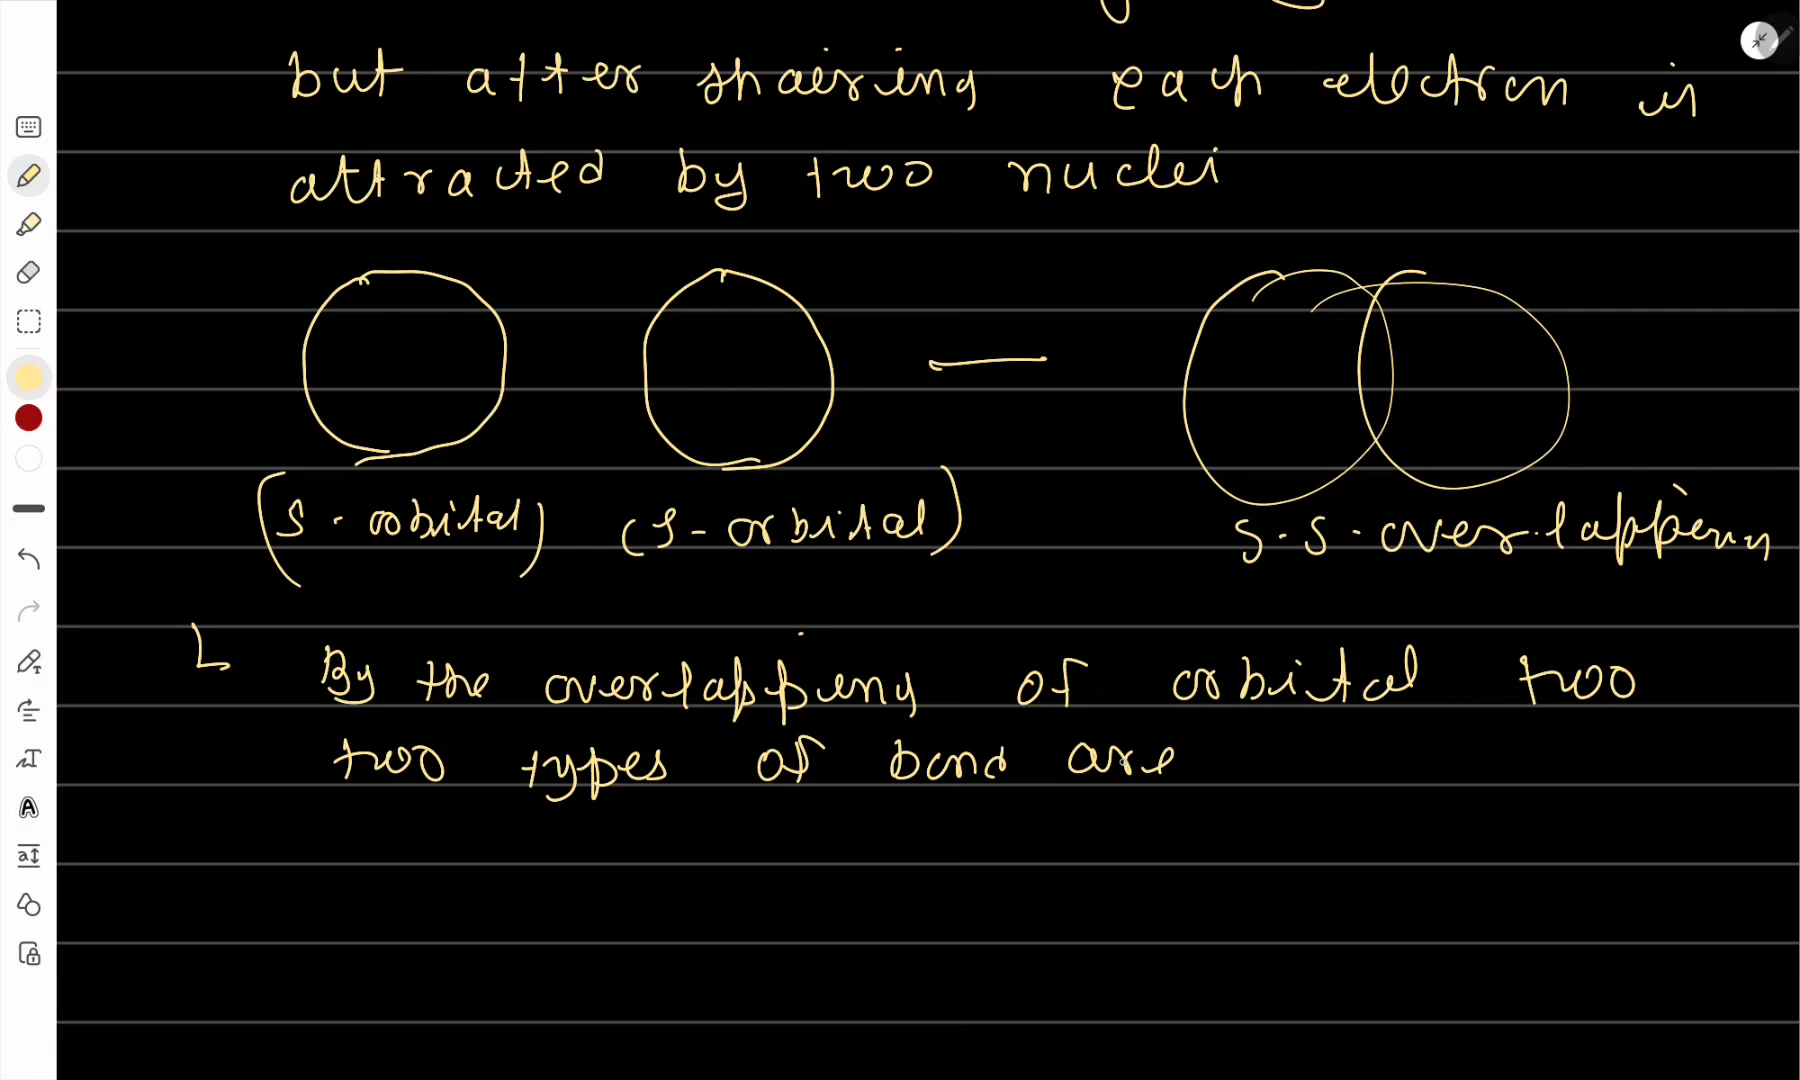 but after shairing each electron is
attracted by two nuclei
(s-orbital) (s-orbital) s-s-overlapping
By the overlapping of orbital two
two types of bond are